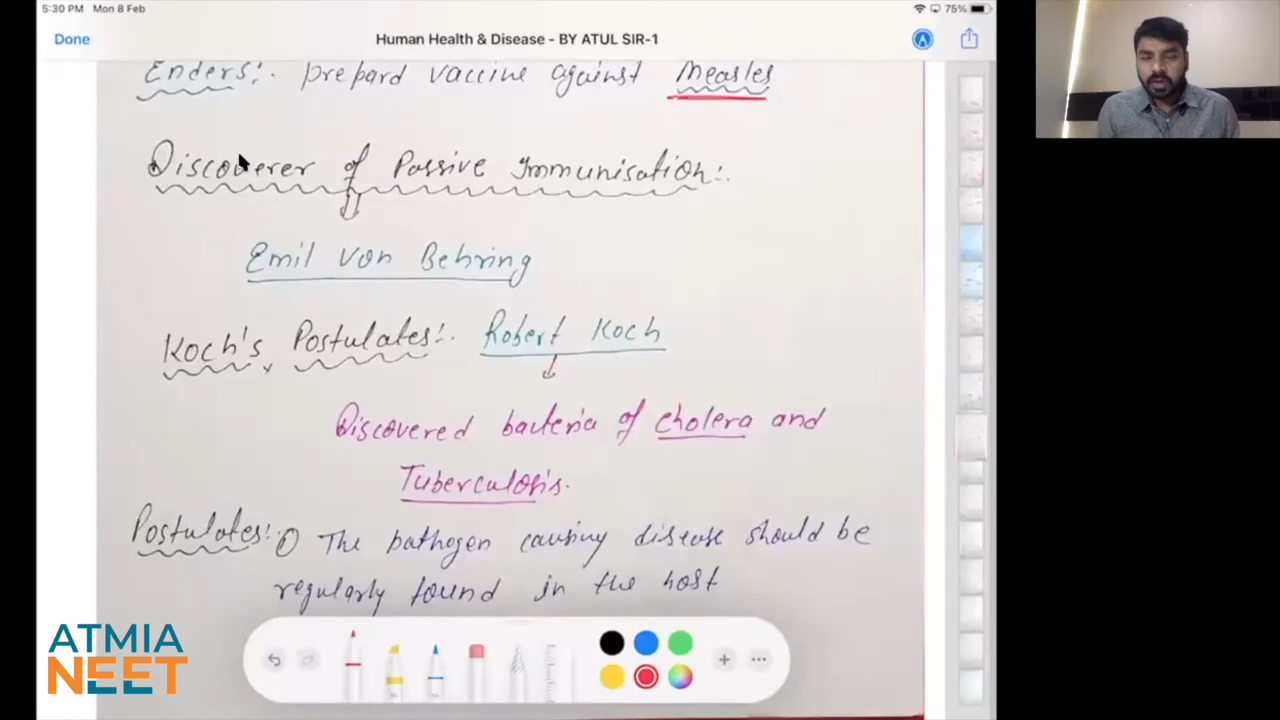 5:30 PM Mon 8 Feb
75%
Done
Human Health & Disease - BY ATUL SIR-1
Enders:. prepard vaccine against Measles
Discoverer of Passive Immunisation:.
Emil Von Behring
Koch's Postulates:. Robert Koch
Discovered bacteria of cholera and
Tuberculosis.
Postulates: ① The pathogen causing disease should be
regularly found in the host
ATMIA
NEET